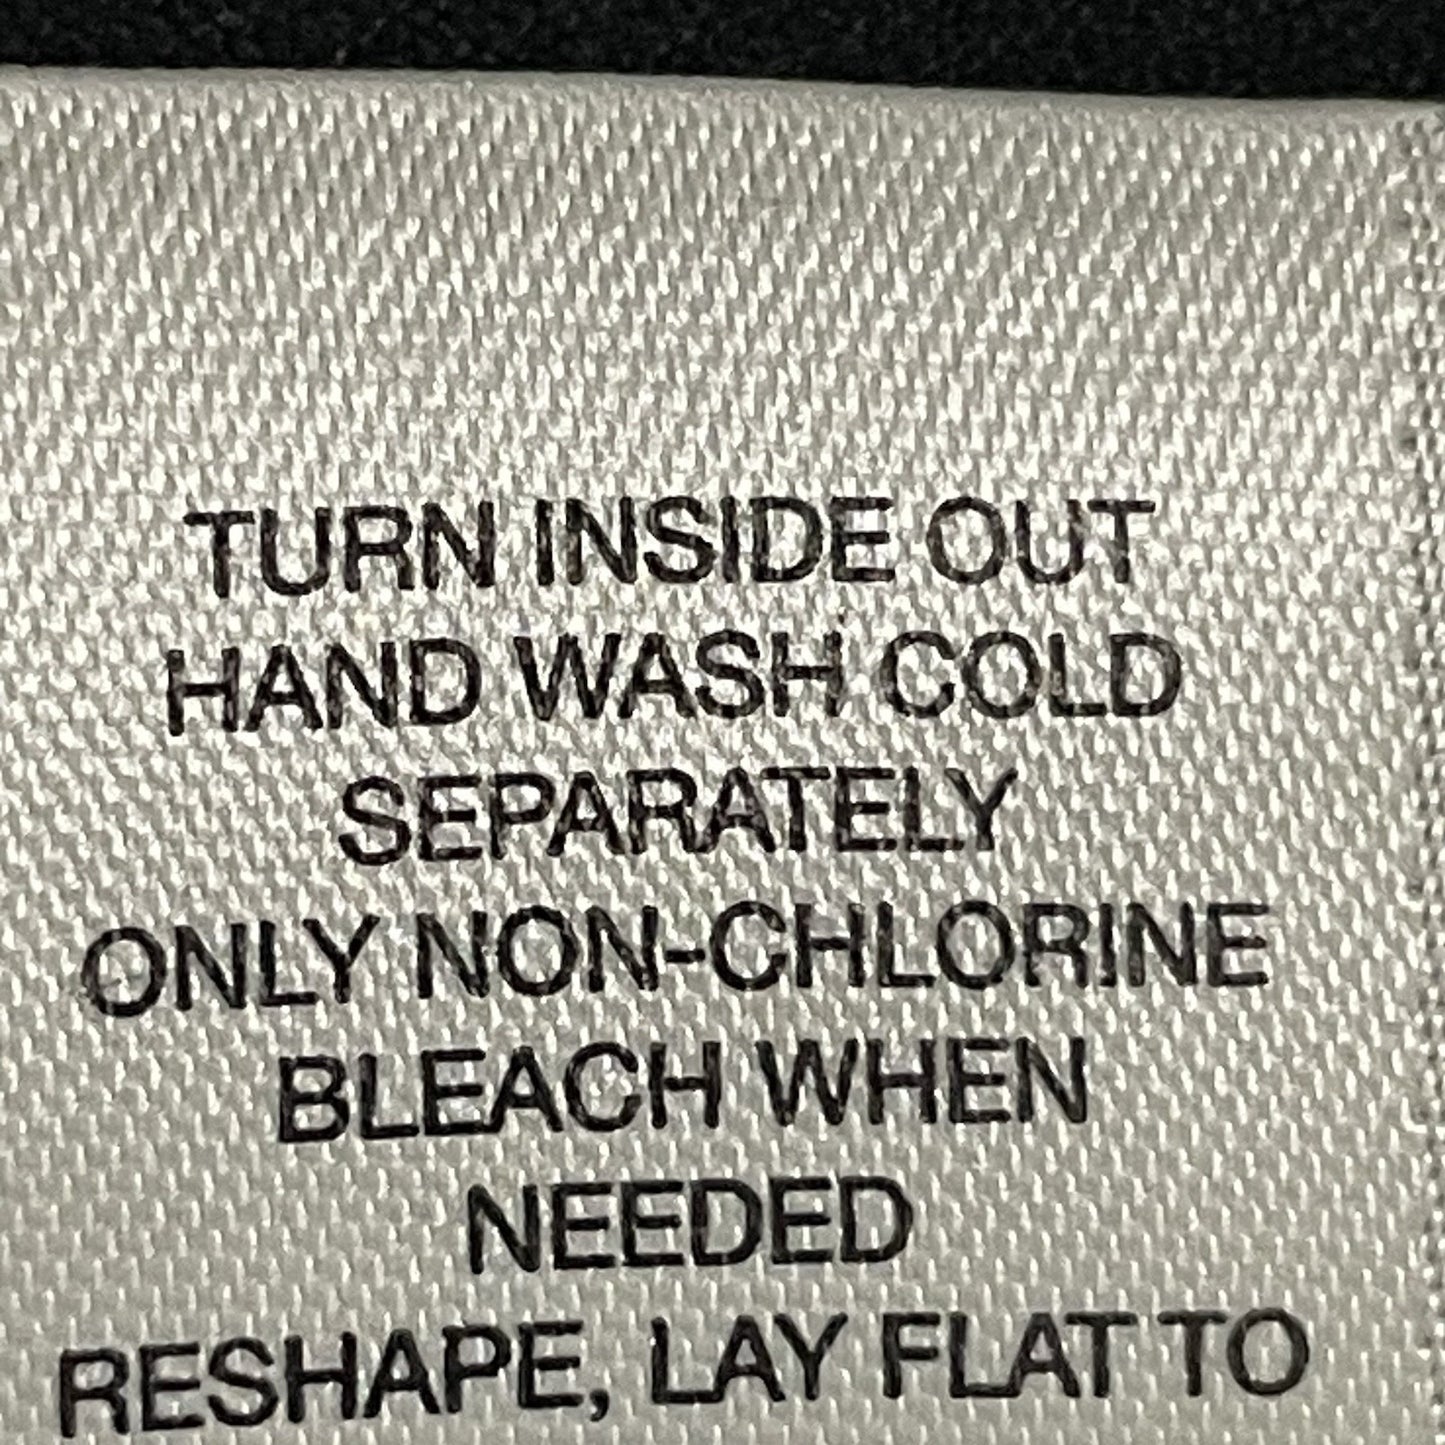 TURN INSIDE OUT
HAND WASH COLD
SEPARATELY
ONLY NON-CHLORINE
BLEACH WHEN
NEEDED
RESHAPE, LAY FLAT TO